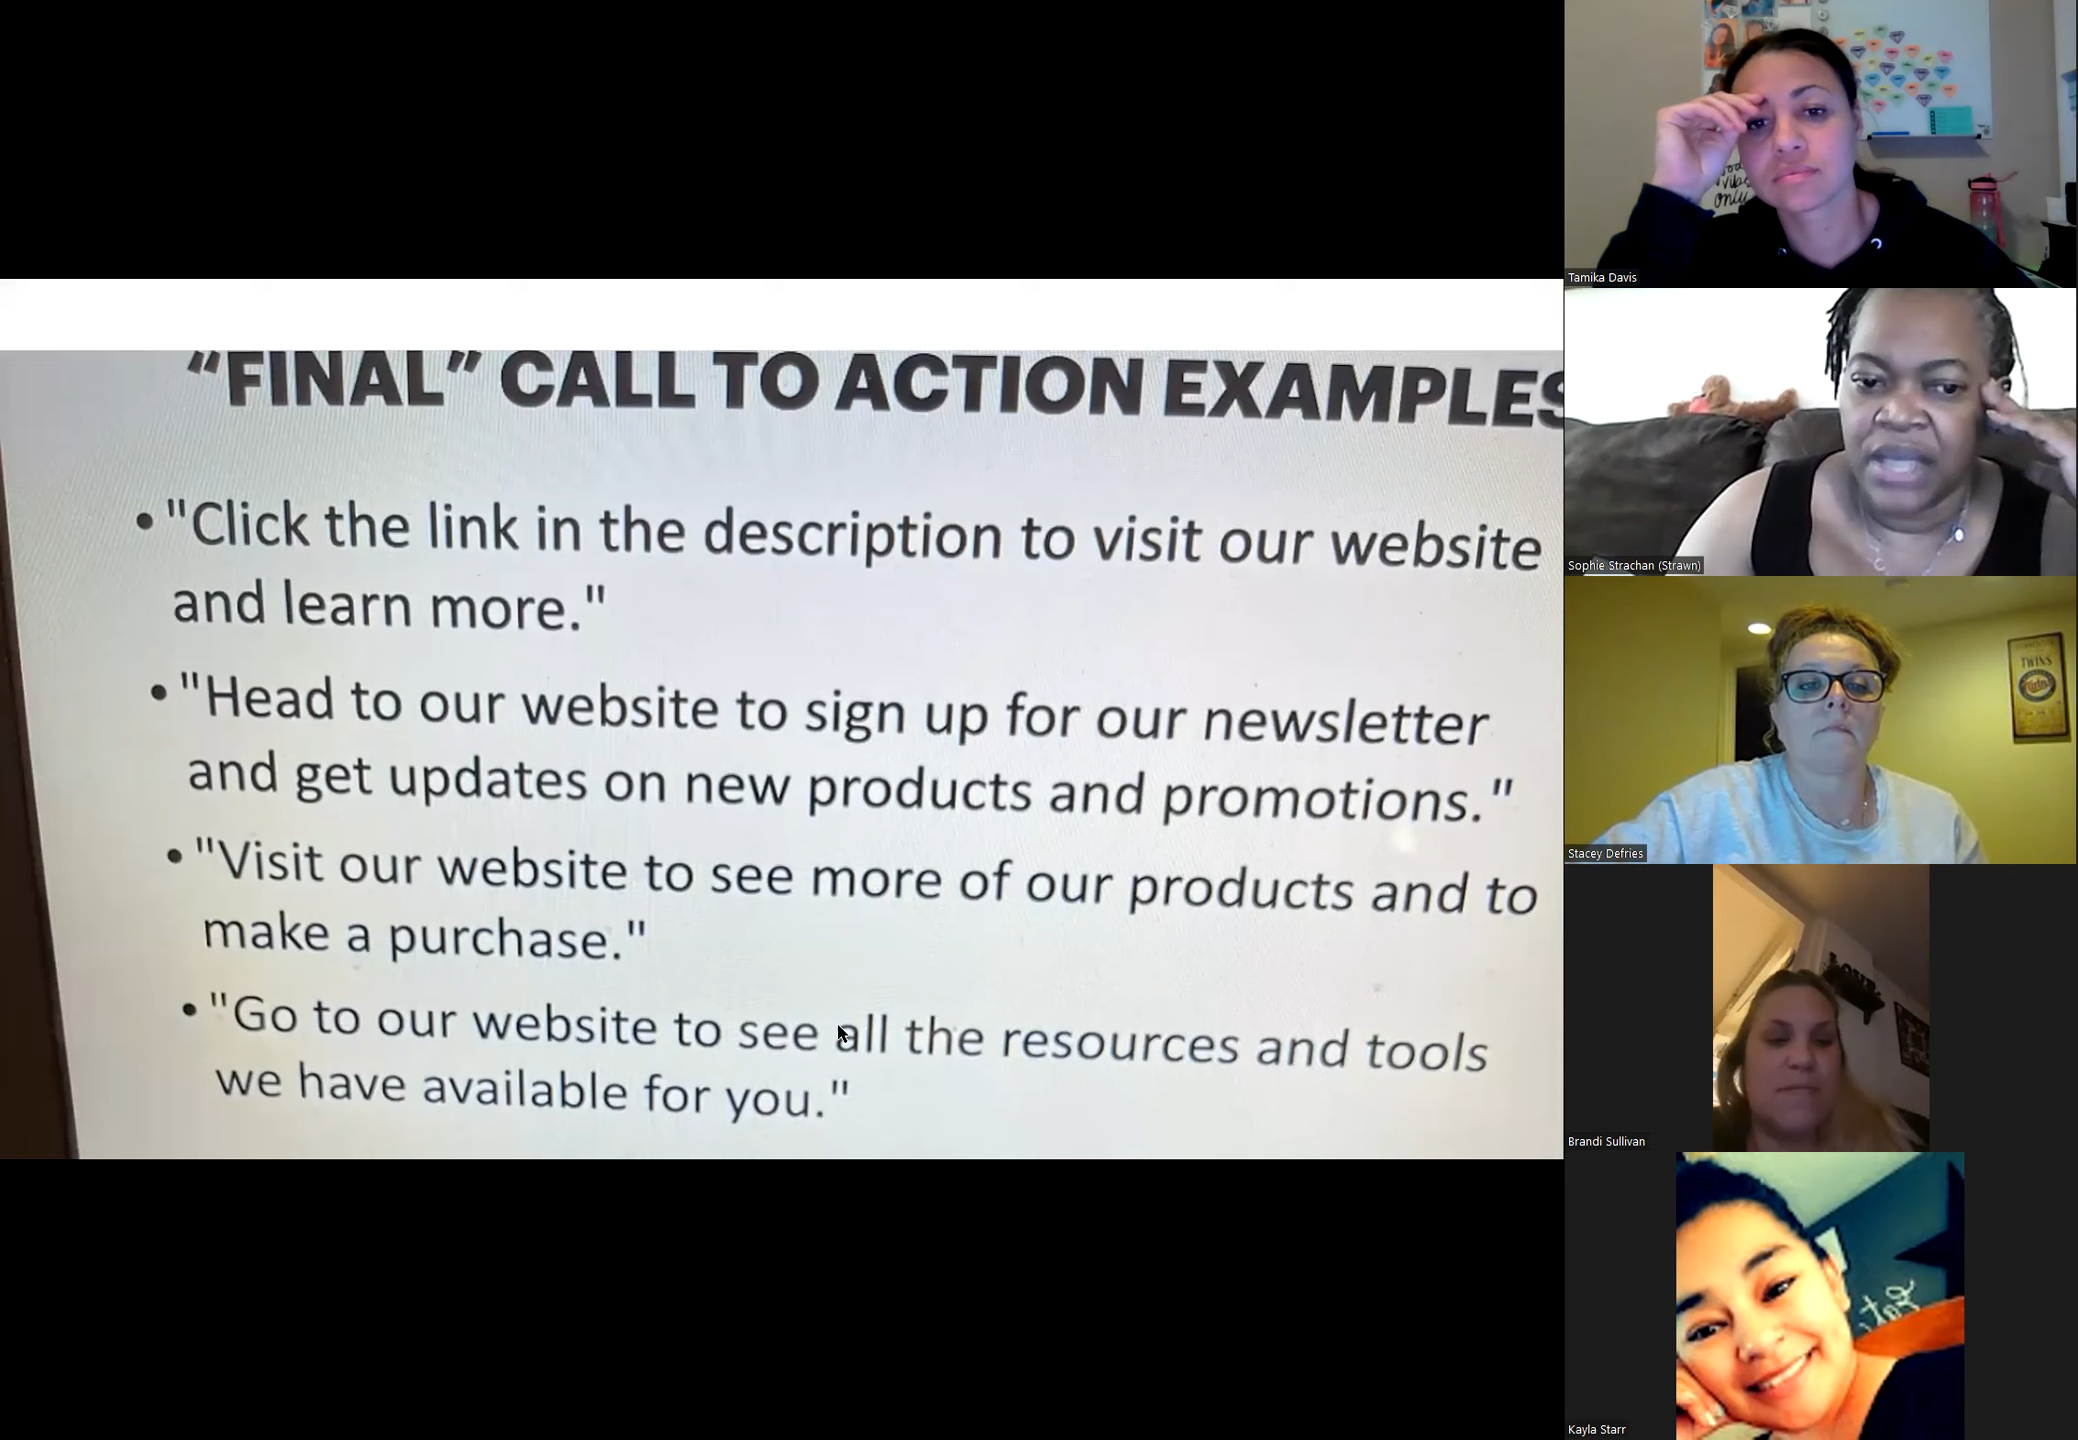 “FINAL” CALL TO ACTION EXAMPLES
• "Click the link in the description to visit our website
and learn more."
• "Head to our website to sign up for our newsletter
and get updates on new products and promotions."
• "Visit our website to see more of our products and to
make a purchase."
• "Go to our website to see all the resources and tools
we have available for you."
vibes
only
Tamika Davis
Sophie Strachan (Strawn)
TWINS
Stacey Defries
Brandi Sullivan
Kayla Starr